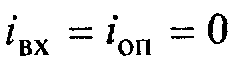 i_вх = i_оп = 0